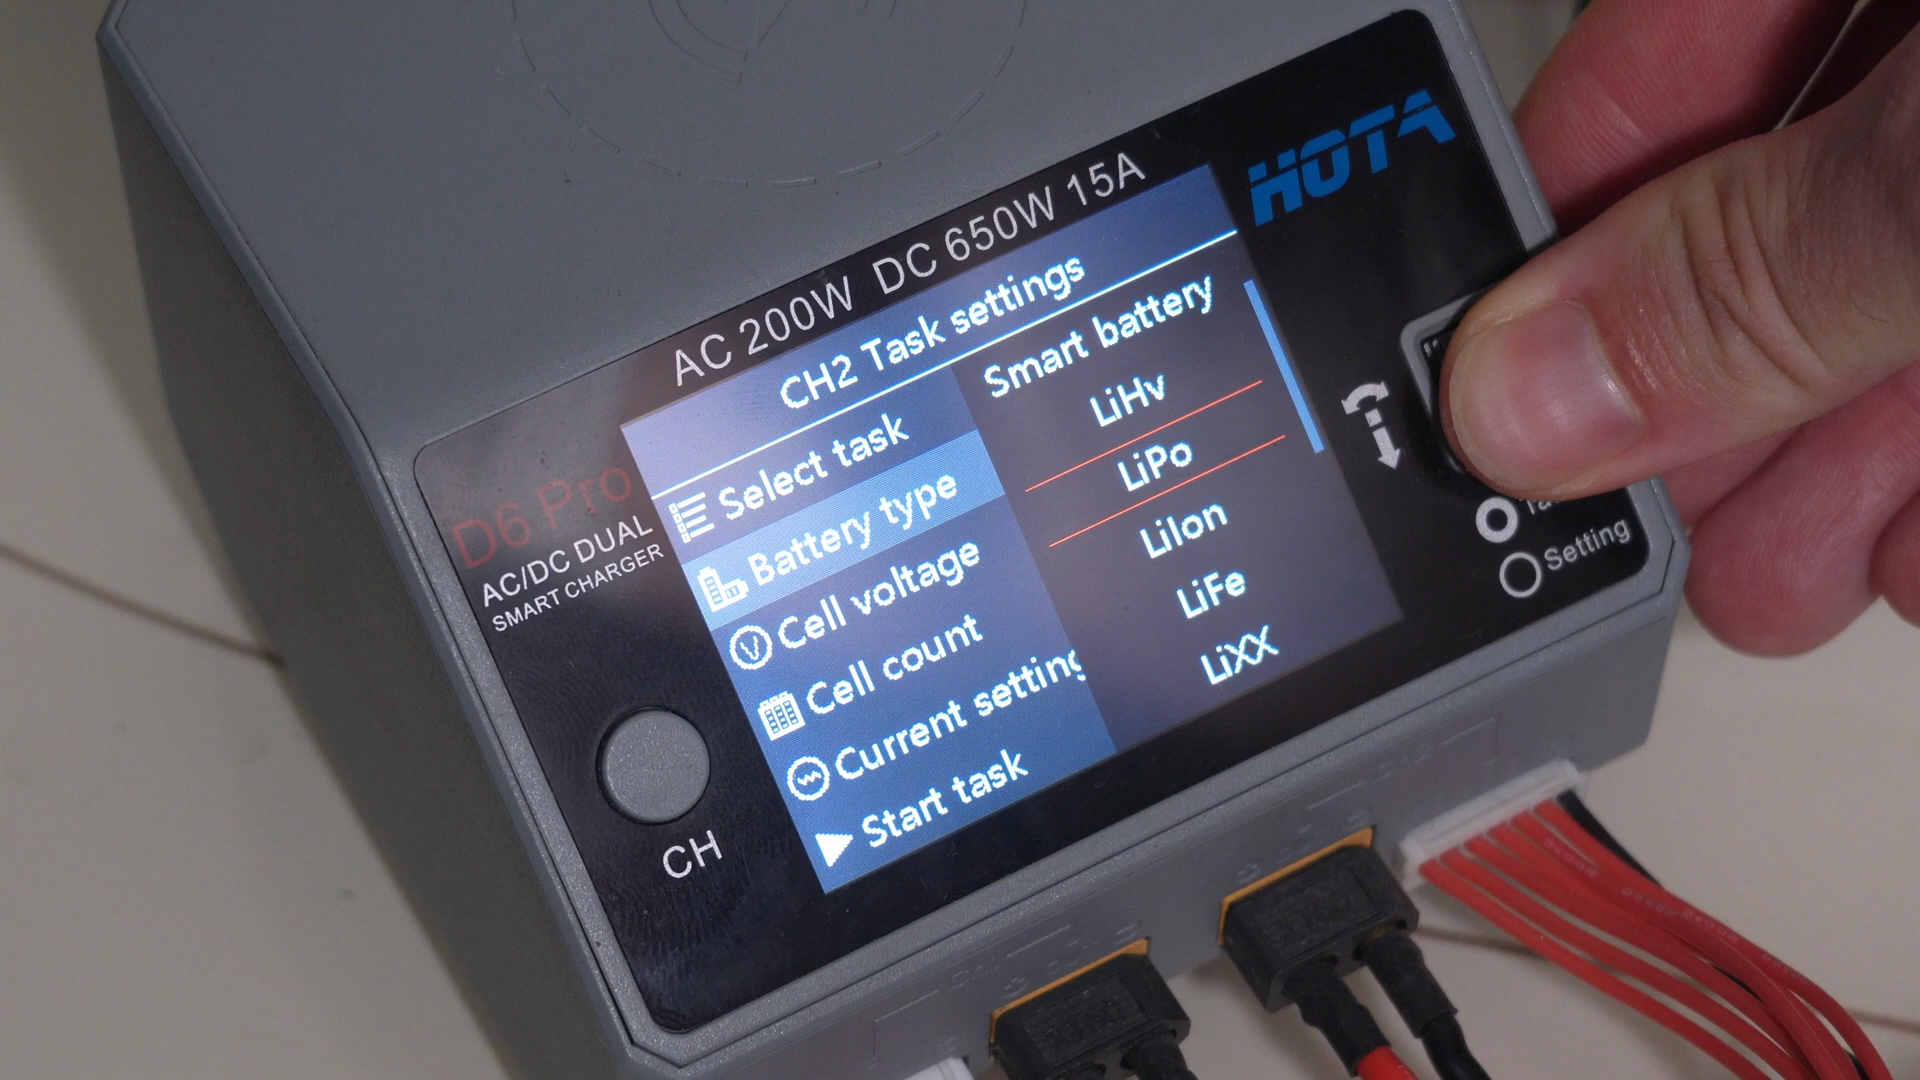 HOTA
AC 200W DC 650W 15A
D6 Pro
AC/DC DUAL
SMART CHARGER
CH2 Task settings
Select task
Battery type
Cell voltage
Cell count
Current setting
Start task
Smart battery
LiHv
LiPo
LiIon
LiFe
LiXX
Setting
CH